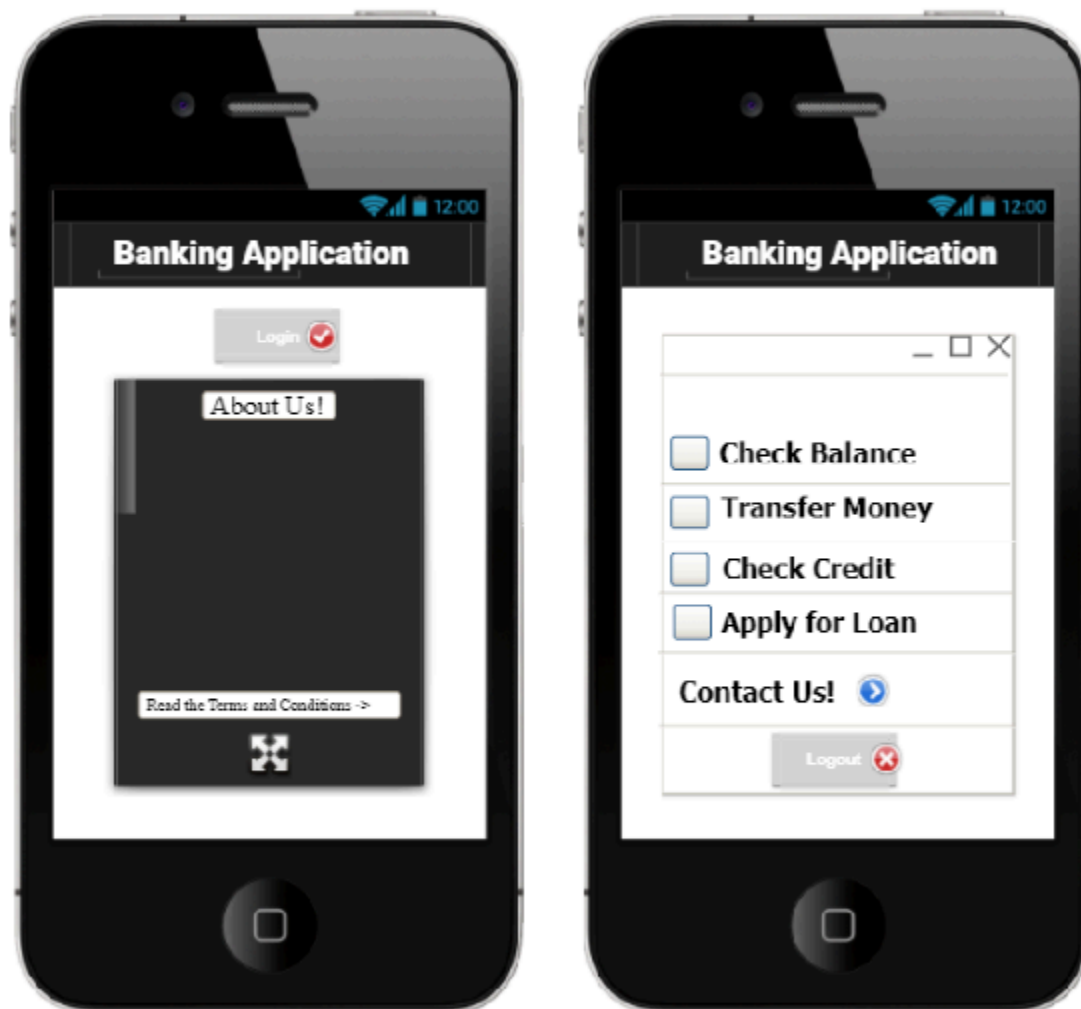 12:00
Banking Application
Login
About Us!
Read the Terms and Conditions ->
12:00
Banking Application
Check Balance
Transfer Money
Check Credit
Apply for Loan
Contact Us!
Logout